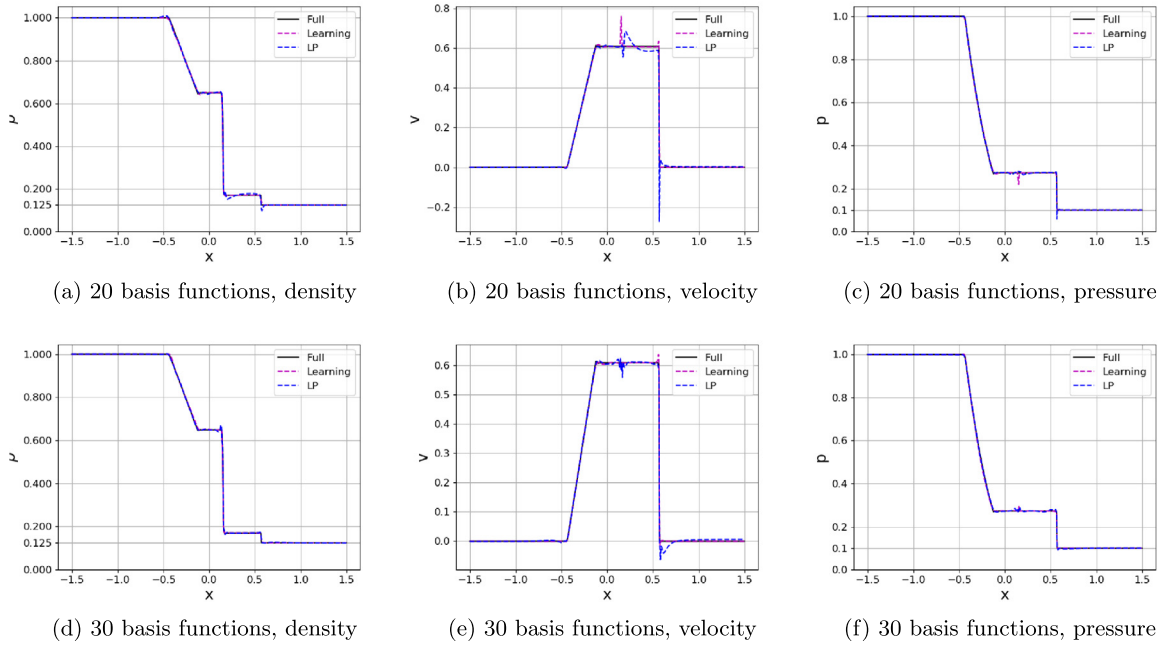 1.000
0.800
0.600
0.400
0.200
0.125
0.000
ρ
−1.5 −1.0 −0.5 0.0 0.5 1.0 1.5
x
Full
Learning
LP
(a) 20 basis functions, density
0.8
0.6
0.4
0.2
0.0
−0.2
v
−1.5 −1.0 −0.5 0.0 0.5 1.0 1.5
x
Full
Learning
LP
(b) 20 basis functions, velocity
1.0
0.8
0.6
0.4
0.2
0.1
0.0
p
−1.5 −1.0 −0.5 0.0 0.5 1.0 1.5
x
Full
Learning
LP
(c) 20 basis functions, pressure
1.000
0.800
0.600
0.400
0.200
0.125
0.000
ρ
−1.5 −1.0 −0.5 0.0 0.5 1.0 1.5
x
Full
Learning
LP
(d) 30 basis functions, density
0.6
0.5
0.4
0.3
0.2
0.1
0.0
v
−1.5 −1.0 −0.5 0.0 0.5 1.0 1.5
x
Full
Learning
LP
(e) 30 basis functions, velocity
1.0
0.8
0.6
0.4
0.2
0.1
0.0
p
−1.5 −1.0 −0.5 0.0 0.5 1.0 1.5
x
Full
Learning
LP
(f) 30 basis functions, pressure